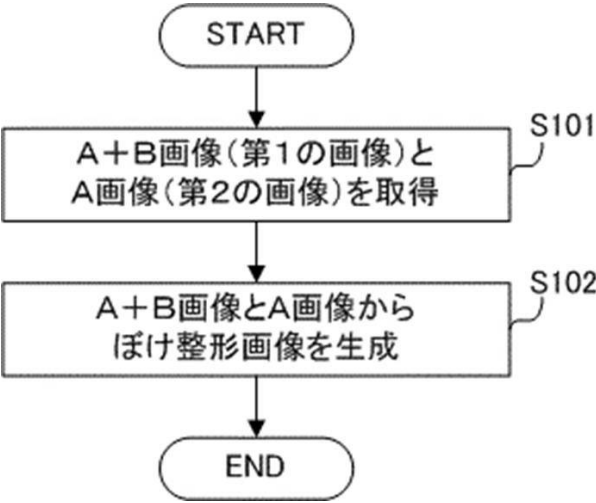 START
S101
A+B画像(第1の画像)と
A画像(第2の画像)を取得
S102
A+B画像とA画像から
ぼけ整形画像を生成
END